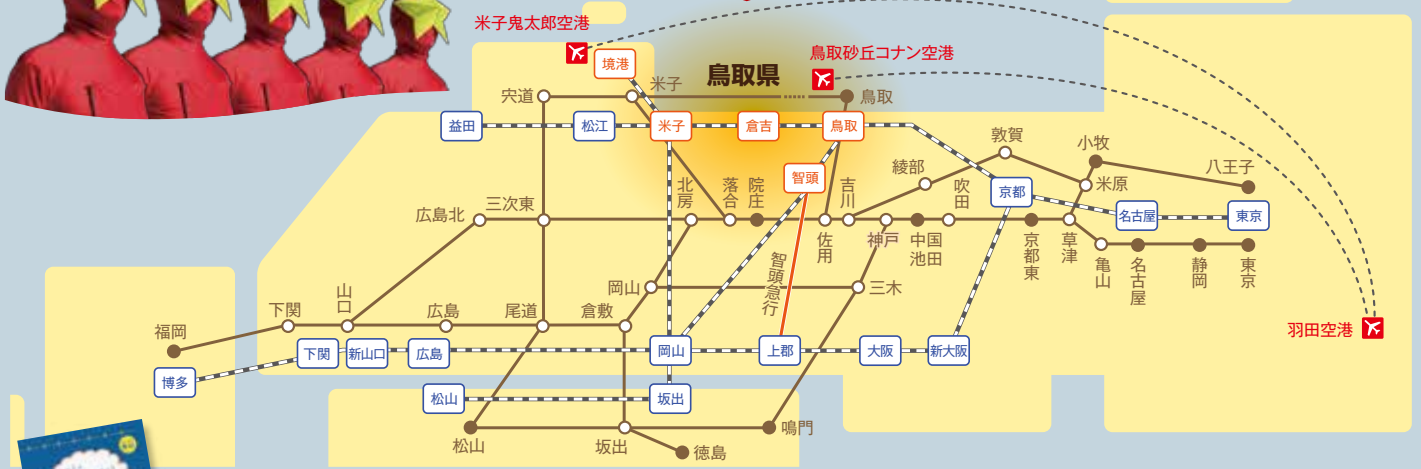 米子鬼太郎空港
鳥取砂丘コナン空港
鳥取県
境港
米子
宍道
鳥取
益田
松江
米子
倉吉
鳥取
敦賀
小牧
八王子
綾部
智頭
北房
落合
院庄
吉川
吹田
京都
米原
名古屋
東京
広島北
三次東
佐用
神戸
中国池田
京都東
草津
亀山
名古屋
静岡
東京
智頭急行
岡山
三木
下関
山口
広島
尾道
倉敷
福岡
羽田空港
博多
下関
新山口
広島
岡山
上郡
大阪
新大阪
松山
坂出
松山
坂出
鳴門
徳島